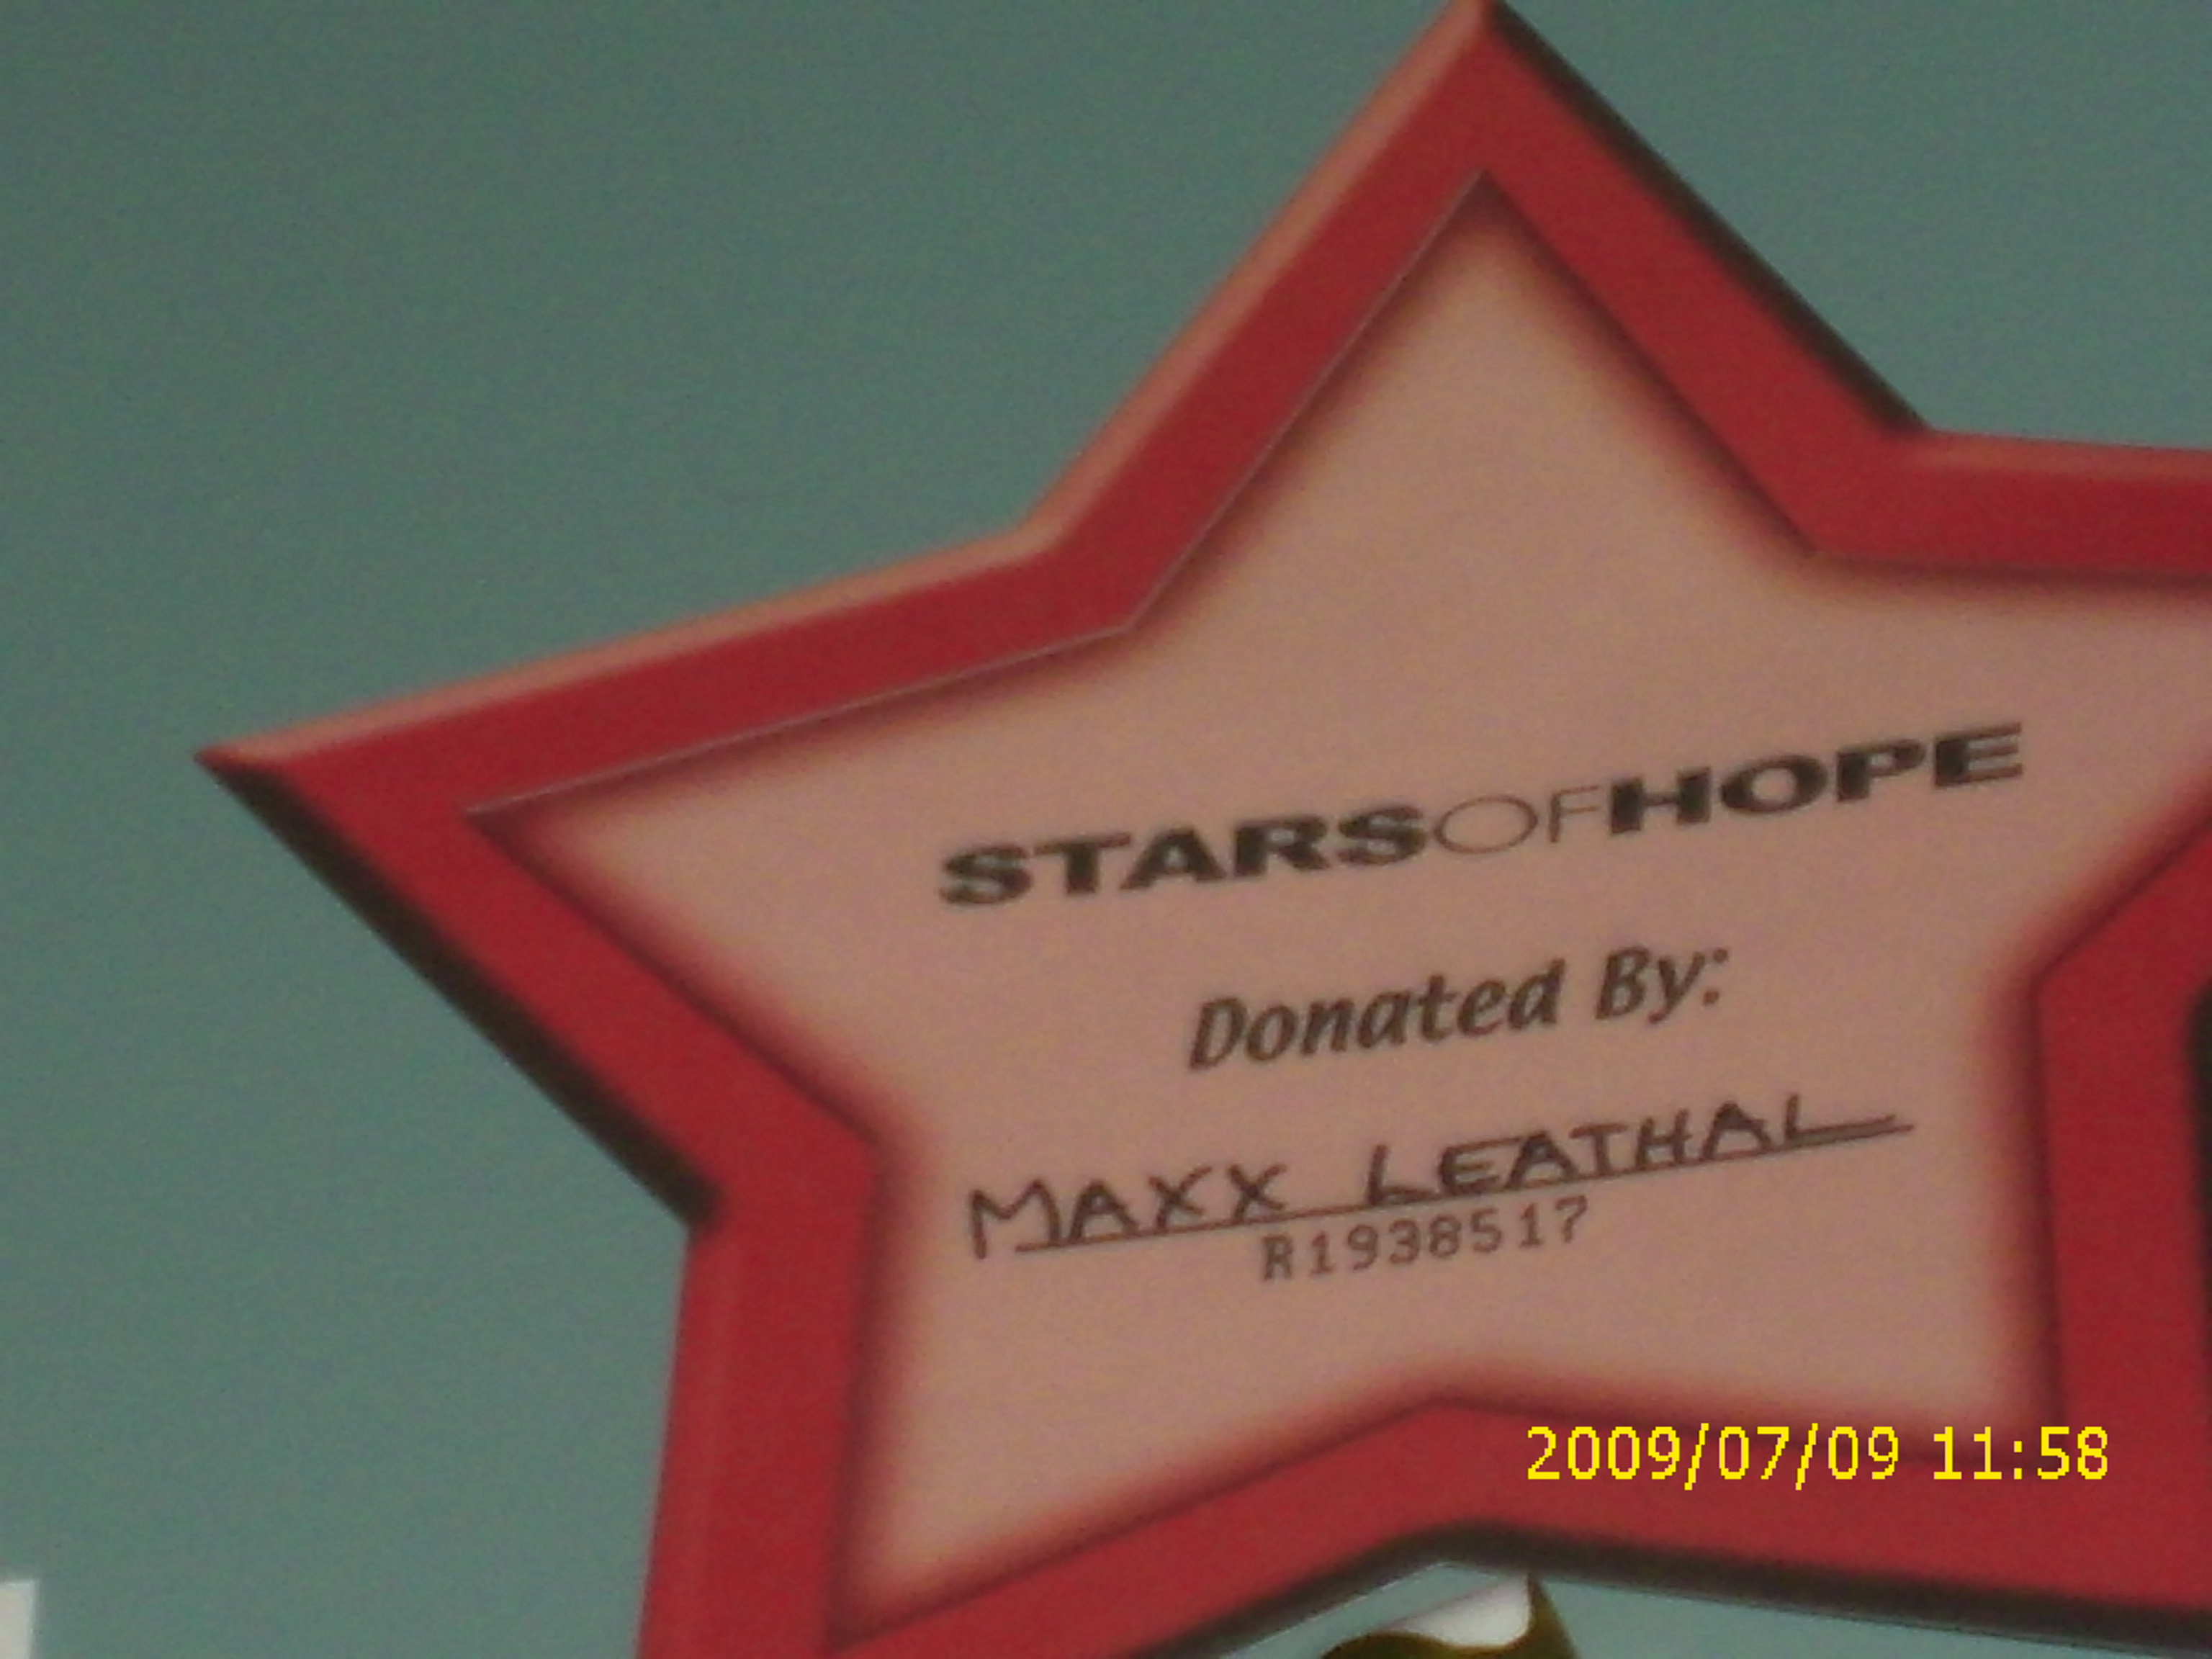 STARSOFHOPE
Donated By:
MAXX LEATHAL
R1938517
2009/07/09 11:58